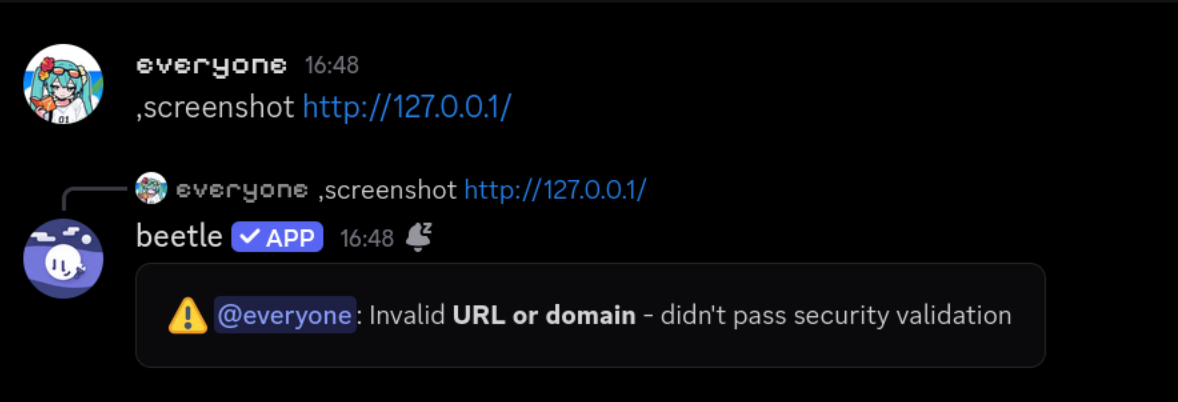 everyone 16:48
,screenshot http://127.0.0.1/
everyone ,screenshot http://127.0.0.1/
beetle ✓ APP 16:48
@everyone: Invalid URL or domain - didn't pass security validation